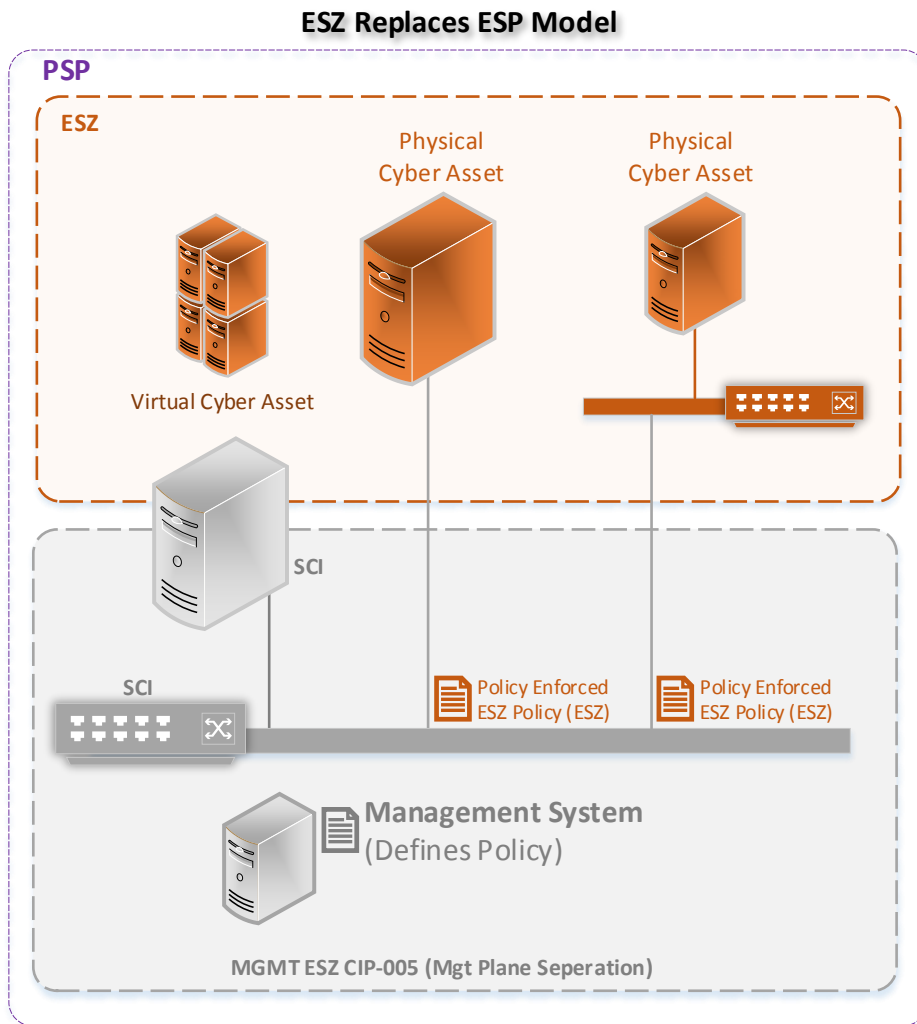 ESZ Replaces ESP Model
PSP
ESZ
Physical
Cyber Asset
Physical
Cyber Asset
Virtual Cyber Asset
SCI
SCI
Policy Enforced
ESZ Policy (ESZ)
Policy Enforced
ESZ Policy (ESZ)
Management System
(Defines Policy)
MGMT ESZ CIP-005 (Mgt Plane Seperation)